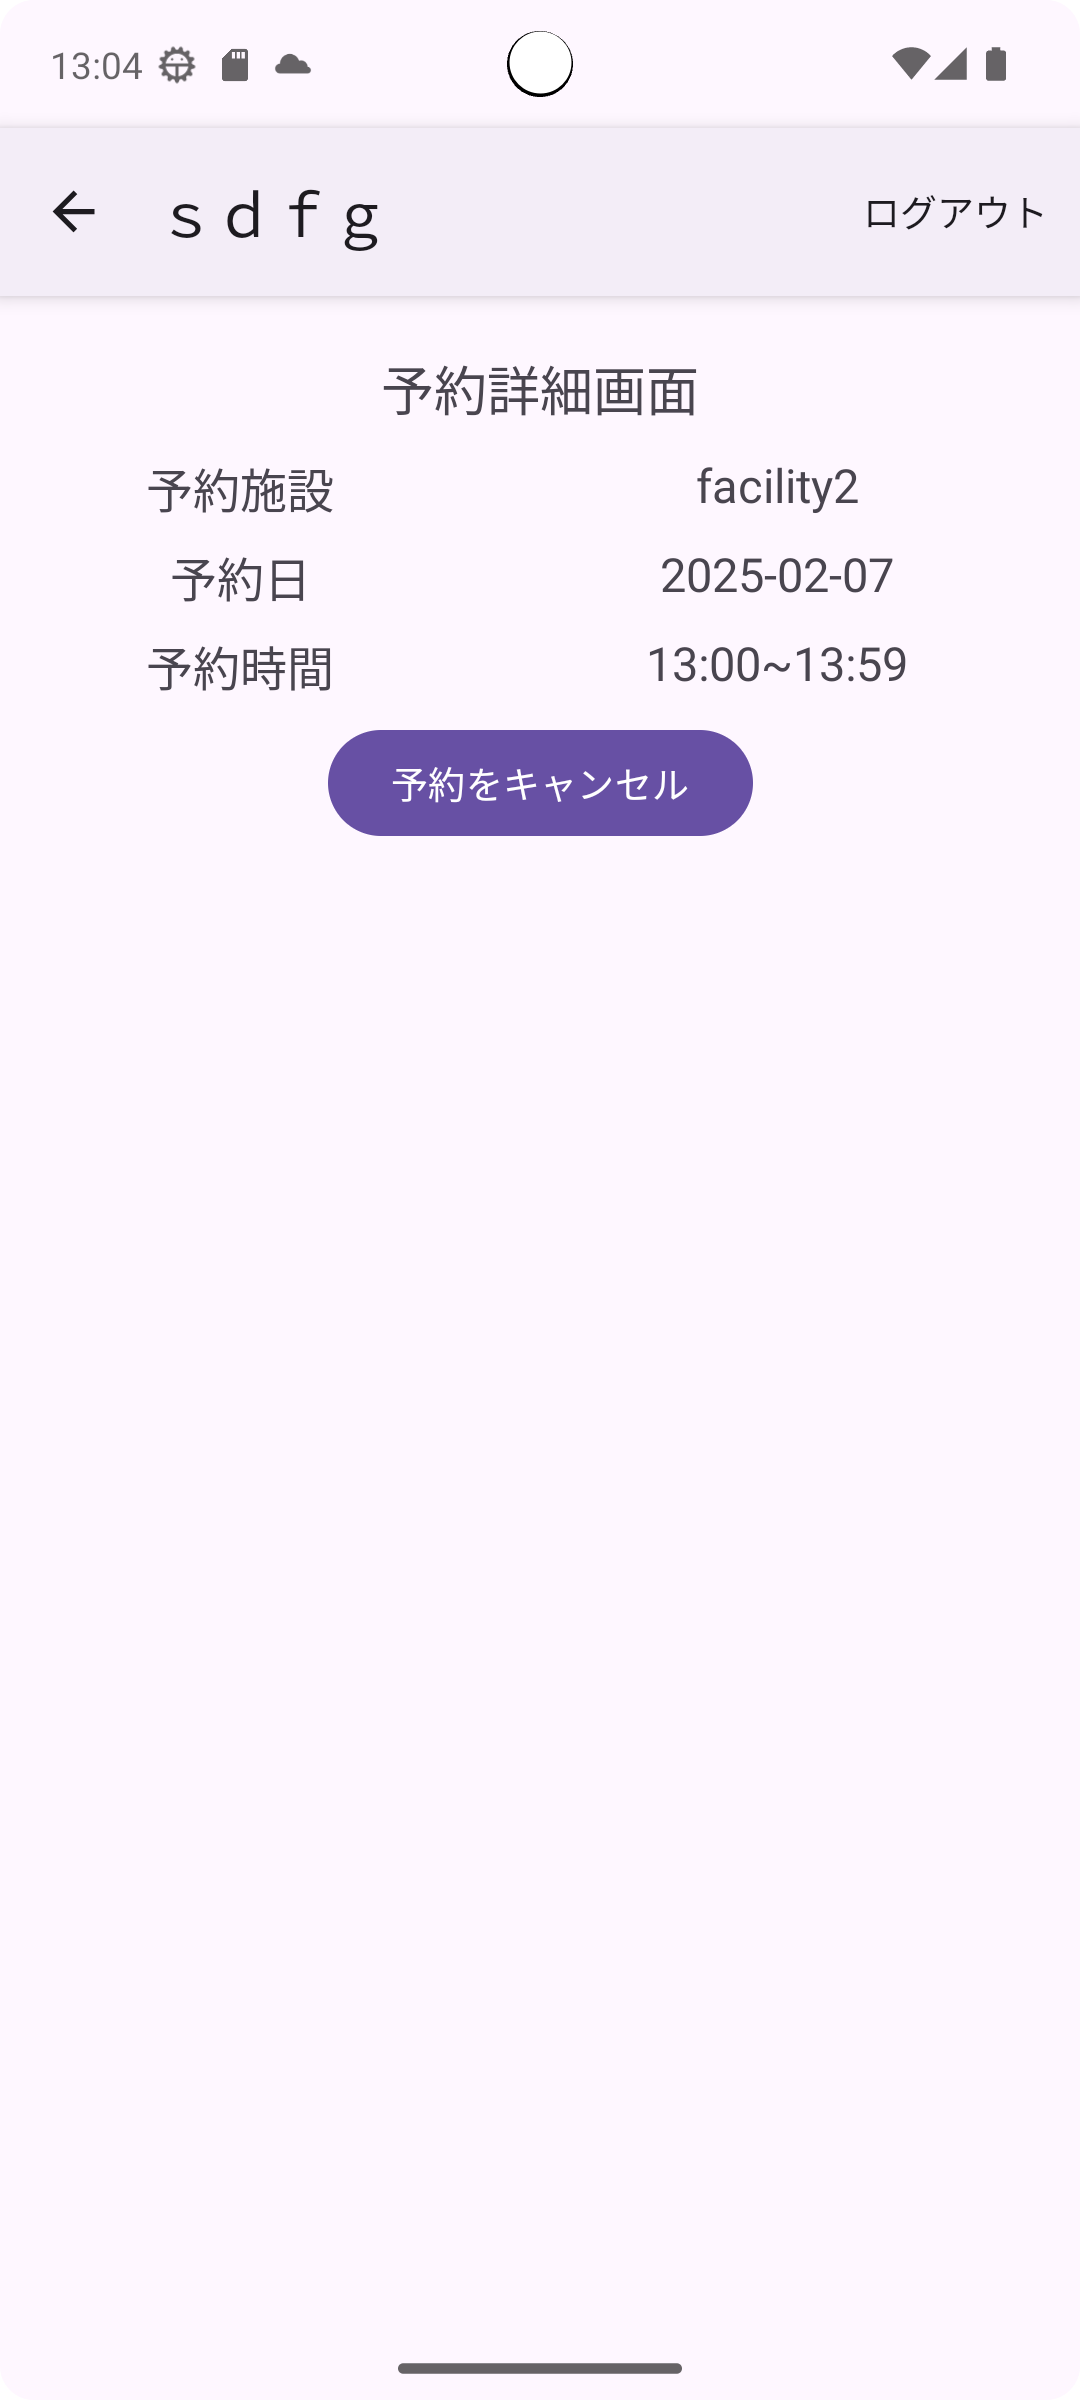 13:04
ｓｄｆｇ
ログアウト
予約詳細画面
予約施設 facility2
予約日 2025-02-07
予約時間 13:00~13:59
予約をキャンセル